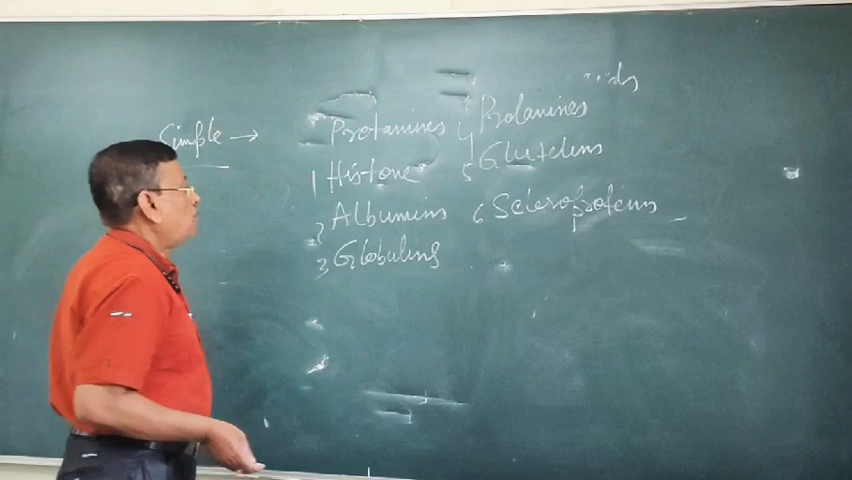 Simple →
Protamines
1 Histone
2 Albumins
3 Globulins
4 Prolamines
5 Glutelins
6 Scleroproteins